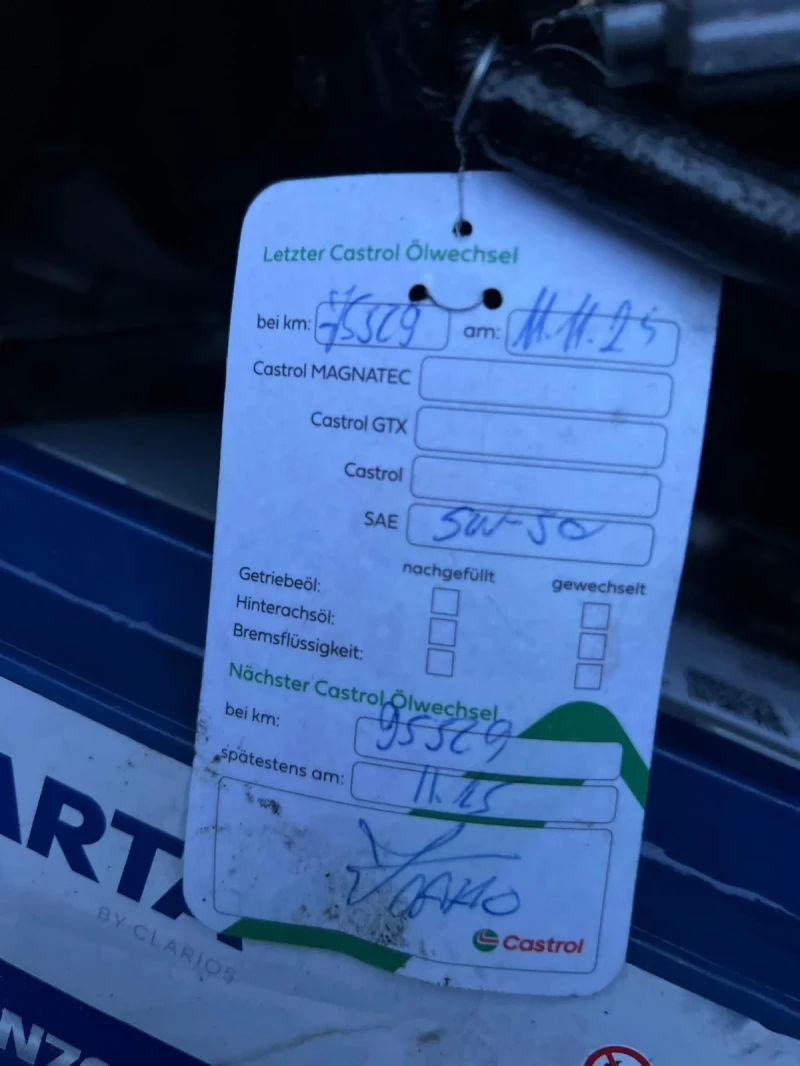 Letzter Castrol Ölwechsel
bei km: 75329 am: 11.11.24
Castrol MAGNATEC
Castrol GTX
Castrol
SAE 5W-50
nachgefüllt gewechselt
Getriebeöl:
Hinterachsöl:
Bremsflüssigkeit:
Nächster Castrol Ölwechsel
bei km: 95329
spätestens am: 11.25
Castrol
ARTA
BY CLARIOS